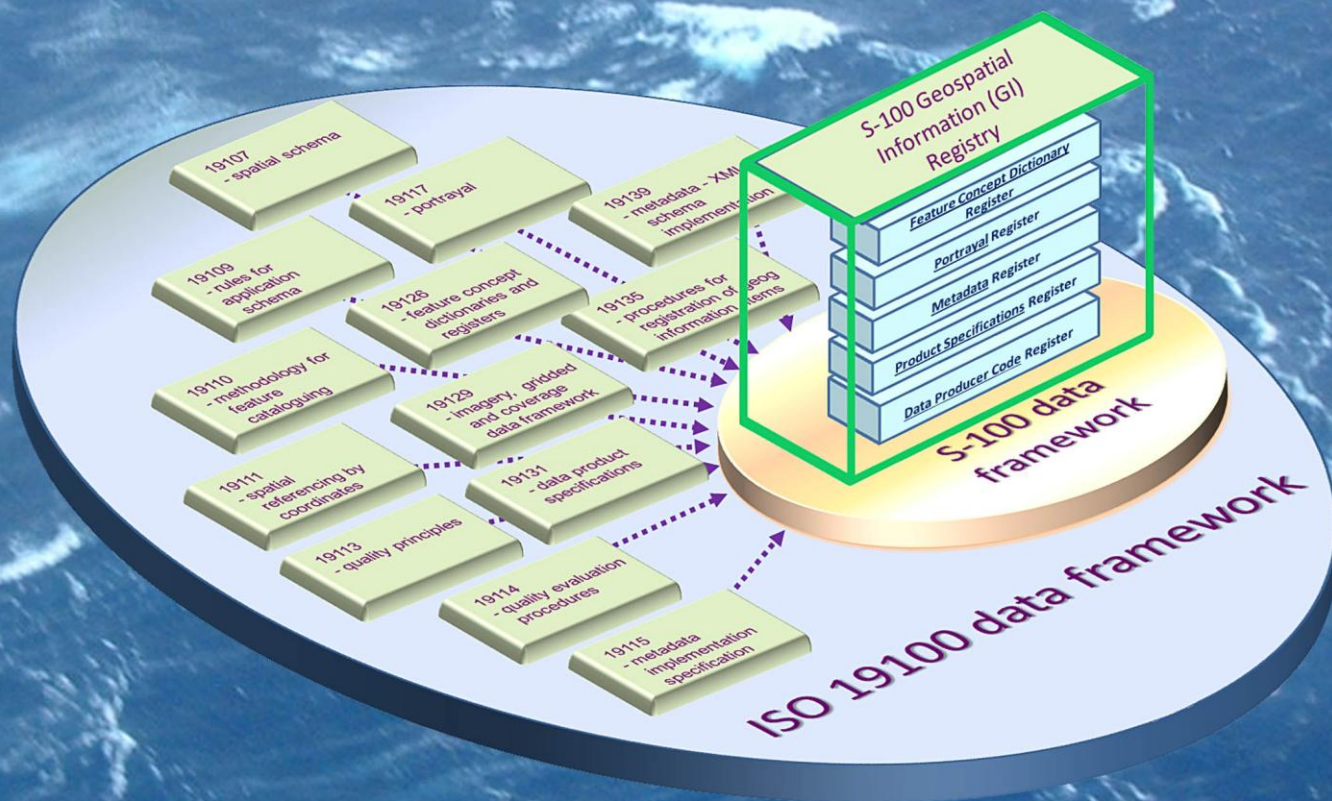 19107
- spatial schema
19117
- portrayal
19139
- metadata - XML
schema
implementation
19109
- rules for
application
schema
19126
- feature concept
dictionaries and
registers
19135
- procedures for
registration of geog
information items
19110
- methodology for
feature
cataloguing
19129
- imagery, gridded
and coverage
data framework
19111
- spatial
referencing by
coordinates
19131
- data product
specifications
19113
- quality principles
19114
- quality evaluation
procedures
19115
- metadata
implementation
specification
S-100 Geospatial
Information (GI)
Registry
Feature Concept Dictionary
Register
Portrayal Register
Metadata Register
Product Specifications Register
Data Producer Code Register
S-100 data
framework
ISO 19100 data framework